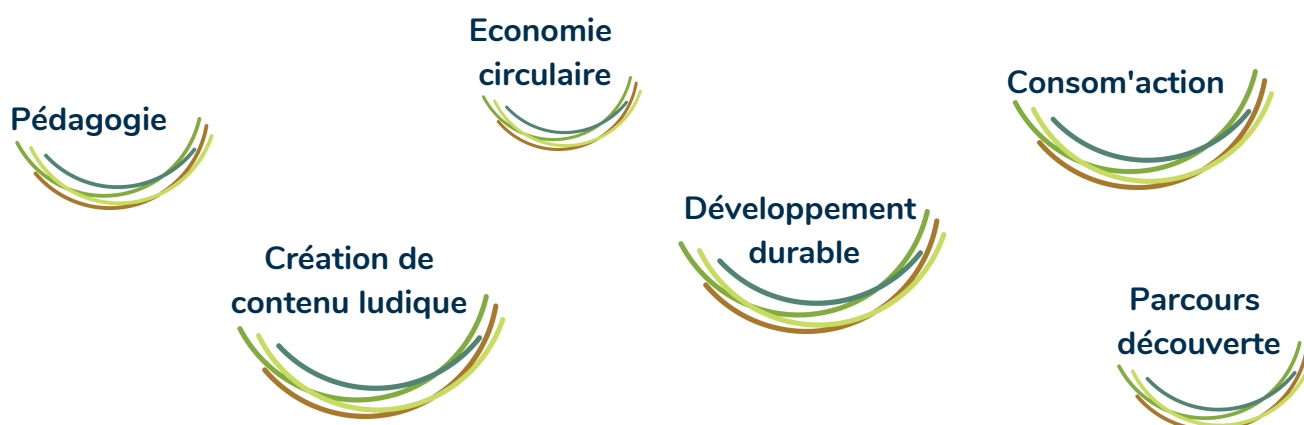 Pédagogie
Economie
circulaire
Consom'action
Création de
contenu ludique
Développement
durable
Parcours
découverte